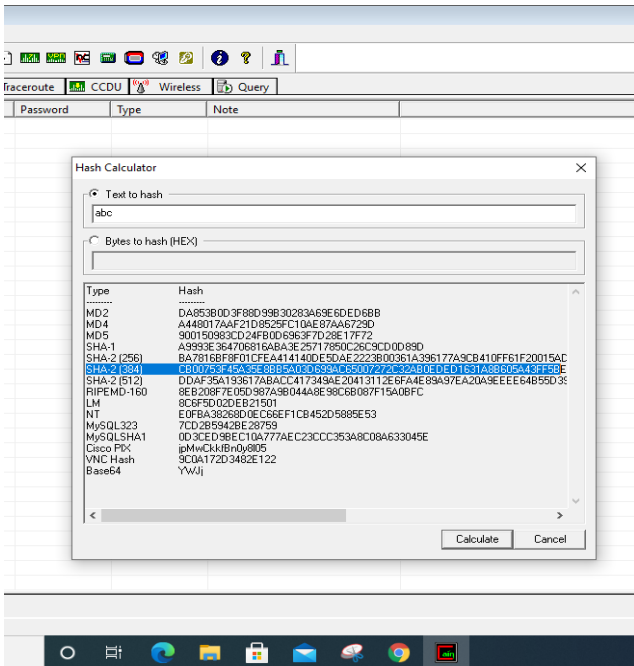 Traceroute CCDU Wireless Query
Password Type Note
Hash Calculator
Text to hash
abc
Bytes to hash (HEX)
Type Hash
--------- ---------
MD2 DA853B0D3F88D99B30283A69E6DED6BB
MD4 A448017AAF21D8525FC10AE87AA6729D
MD5 900150983CD24FB0D6963F7D28E17F72
SHA-1 A9993E364706816ABA3E25717850C26C9CD0D89D
SHA-2 (256) BA7816BF8F01CFEA414140DE5DAE2223B00361A396177A9CB410FF61F20015AD
SHA-2 (384) CB00753F45A35E8BB5A03D699AC65007272C32AB0EDED1631A8B605A43FF5BE
SHA-2 (512) DDAF35A193617ABACC417349AE20413112E6FA4E89A97EA20A9EEEE64B55D39
RIPEMD-160 8EB208F7E05D987A9B044A8E98C6B087F15A0BFC
LM 8C6F5D02DEB21501
NT E0FBA38268D0EC66EF1CB452D5885E53
MySQL323 7CD2B5942BE28759
MySQLSHA1 0D3CED9BEC10A777AEC23CCC353A8C08A633045E
Cisco PIX jpMwCkkfBn0y8I05
VNC Hash 9C0A172D3482E122
Base64 YWJj
Calculate Cancel